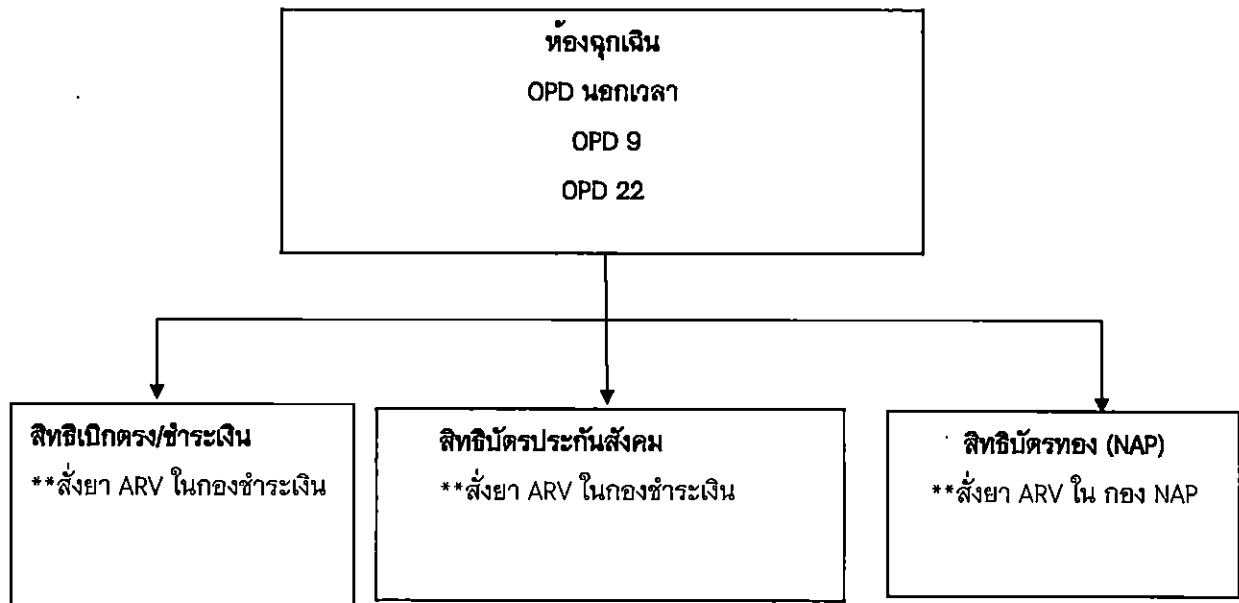 ห้องฉุกเฉิน
OPD นอกเวลา
OPD 9
OPD 22
สิทธิเบิกตรง/ชำระเงิน
**สั่งยา ARV ในกองชำระเงิน
สิทธิบัตรประกันสังคม
**สั่งยา ARV ในกองชำระเงิน
สิทธิบัตรทอง (NAP)
**สั่งยา ARV ใน กอง NAP